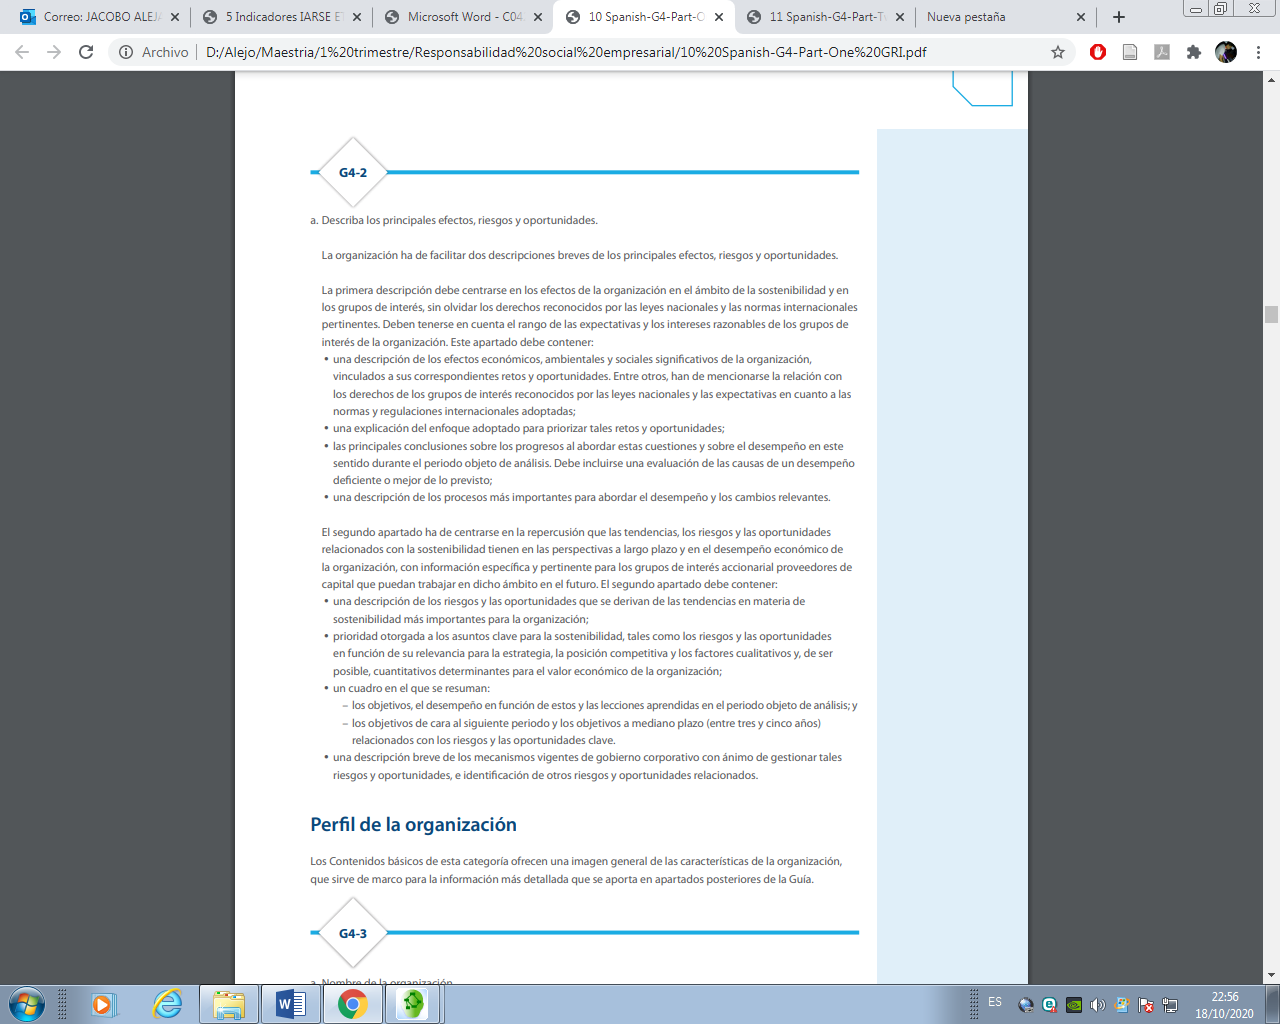 Correo: JACOBO ALEJ
5 Indicadores IARSE E
Microsoft Word - C04
10 Spanish-G4-Part-O
11 Spanish-G4-Part-T
Nueva pestaña
Archivo
D:/Alejo/Maestria/1%20trimestre/Responsabilidad%20social%20empresarial/10%20Spanish-G4-Part-One%20GRI.pdf
G4-2
a. Describa los principales efectos, riesgos y oportunidades.
La organización ha de facilitar dos descripciones breves de los principales efectos, riesgos y oportunidades.
La primera descripción debe centrarse en los efectos de la organización en el ámbito de la sostenibilidad y en
los grupos de interés, sin olvidar los derechos reconocidos por las leyes nacionales y las normas internacionales
pertinentes. Deben tenerse en cuenta el rango de las expectativas y los intereses razonables de los grupos de
interés de la organización. Este apartado debe contener:
• una descripción de los efectos económicos, ambientales y sociales significativos de la organización,
vinculados a sus correspondientes retos y oportunidades. Entre otros, han de mencionarse la relación con
los derechos de los grupos de interés reconocidos por las leyes nacionales y las expectativas en cuanto a las
normas y regulaciones internacionales adoptadas;
• una explicación del enfoque adoptado para priorizar tales retos y oportunidades;
• las principales conclusiones sobre los progresos al abordar estas cuestiones y sobre el desempeño en este
sentido durante el periodo objeto de análisis. Debe incluirse una evaluación de las causas de un desempeño
deficiente o mejor de lo previsto;
• una descripción de los procesos más importantes para abordar el desempeño y los cambios relevantes.
El segundo apartado ha de centrarse en la repercusión que las tendencias, los riesgos y las oportunidades
relacionados con la sostenibilidad tienen en las perspectivas a largo plazo y en el desempeño económico de
la organización, con información específica y pertinente para los grupos de interés accionarial proveedores de
capital que puedan trabajar en dicho ámbito en el futuro. El segundo apartado debe contener:
• una descripción de los riesgos y las oportunidades que se derivan de las tendencias en materia de
sostenibilidad más importantes para la organización;
• prioridad otorgada a los asuntos clave para la sostenibilidad, tales como los riesgos y las oportunidades
en función de su relevancia para la estrategia, la posición competitiva y los factores cualitativos y, de ser
posible, cuantitativos determinantes para el valor económico de la organización;
• un cuadro en el que se resuman:
– los objetivos, el desempeño en función de estos y las lecciones aprendidas en el periodo objeto de análisis; y
– los objetivos de cara al siguiente periodo y los objetivos a mediano plazo (entre tres y cinco años)
relacionados con los riesgos y las oportunidades clave.
• una descripción breve de los mecanismos vigentes de gobierno corporativo con ánimo de gestionar tales
riesgos y oportunidades, e identificación de otros riesgos y oportunidades relacionados.
Perfil de la organización
Los Contenidos básicos de esta categoría ofrecen una imagen general de las características de la organización,
que sirve de marco para la información más detallada que se aporta en apartados posteriores de la Guía.
G4-3
a. Nombre de la organización.
ES
22:56
18/10/2020